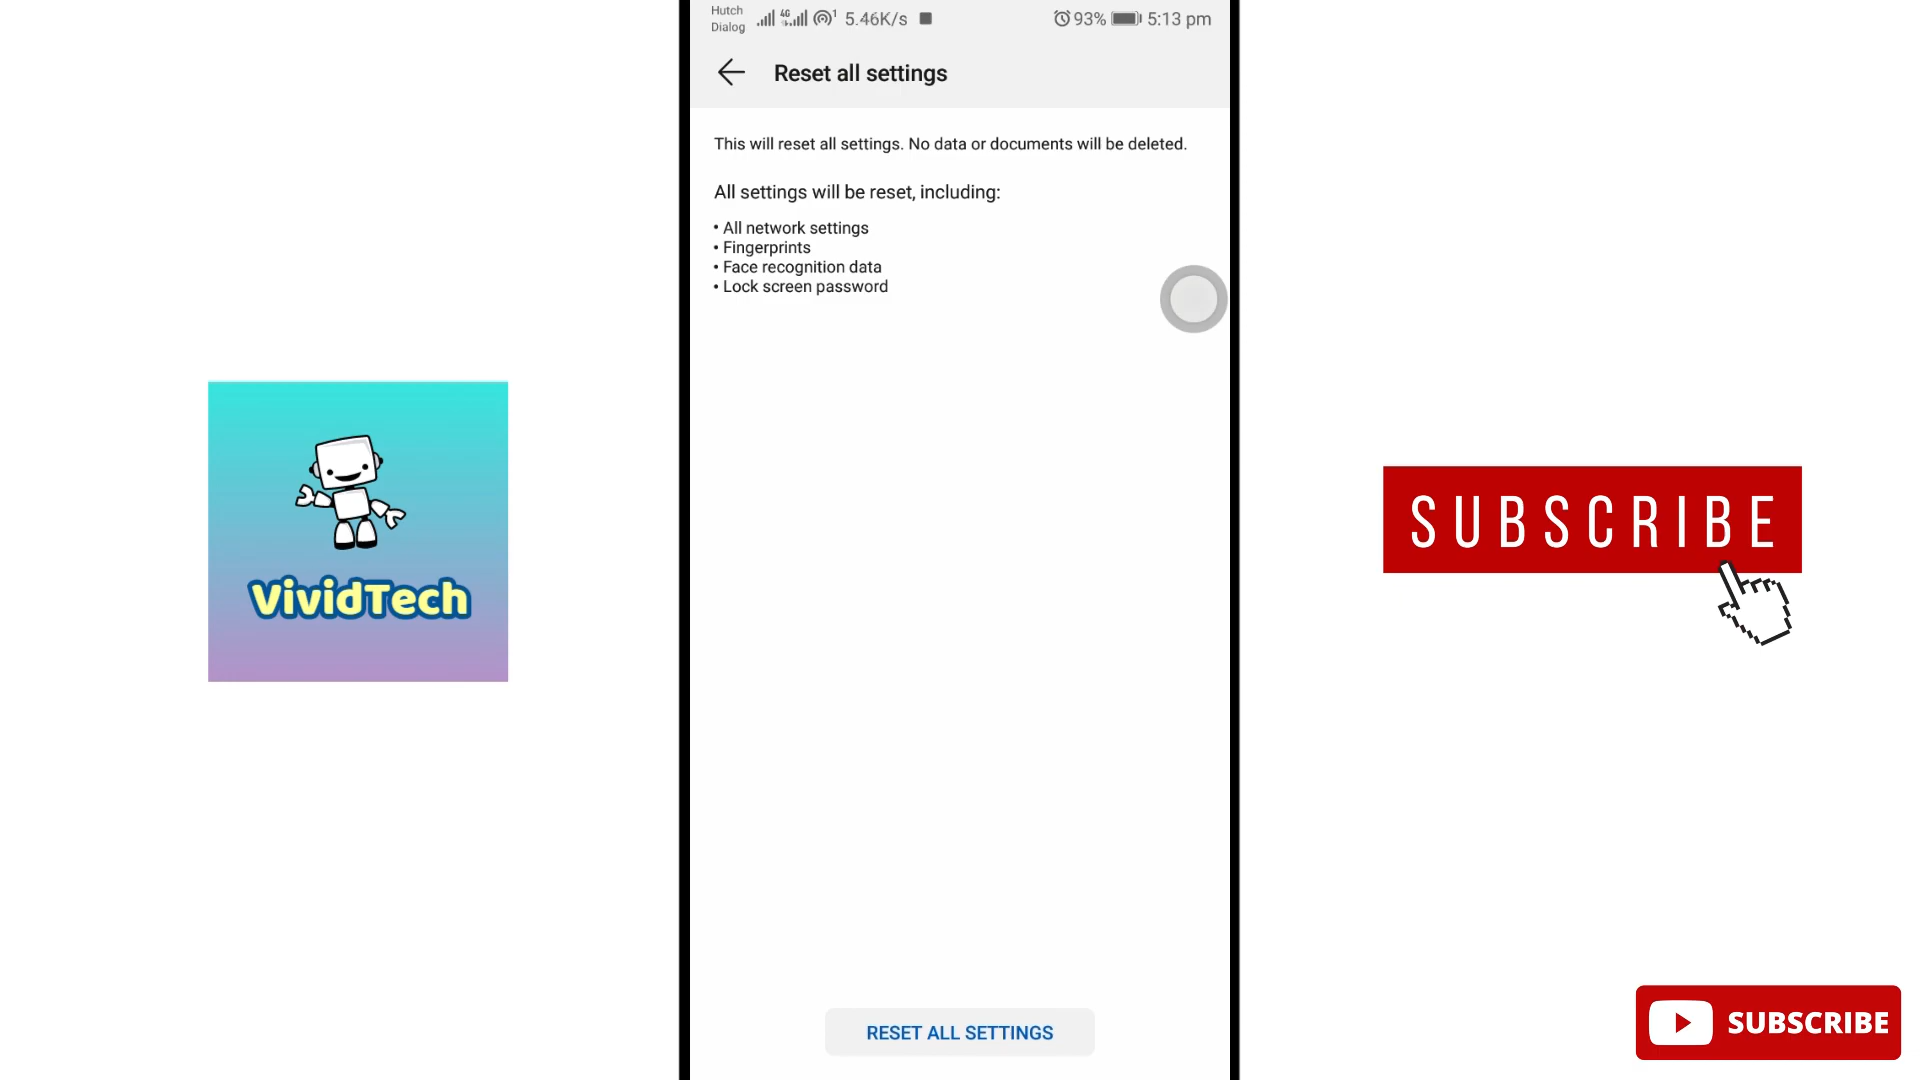 Hutch
Dialog
4G
1
5.46K/s
93%
5:13 pm
Reset all settings
This will reset all settings. No data or documents will be deleted.
All settings will be reset, including:
• All network settings
• Fingerprints
• Face recognition data
• Lock screen password
VividTech
SUBSCRIBE
RESET ALL SETTINGS
SUBSCRIBE